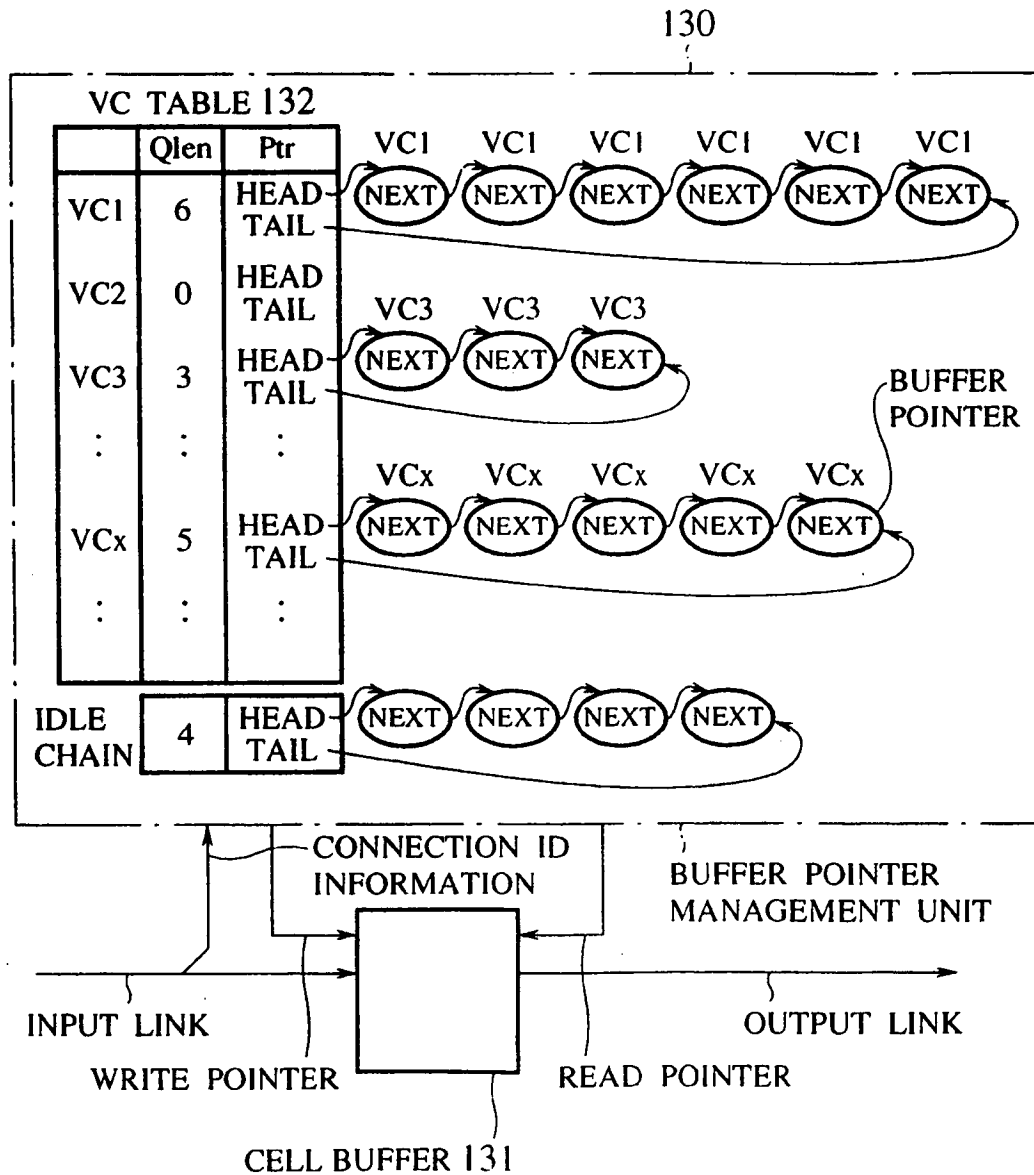 130
VC TABLE 132
Qlen Ptr
VC1 VC1 VC1 VC1 VC1 VC1
VC1 6 HEAD NEXT NEXT NEXT NEXT NEXT NEXT
TAIL
VC2 0 HEAD
TAIL
VC3 VC3 VC3
VC3 3 HEAD NEXT NEXT NEXT
TAIL
BUFFER
POINTER
: : :
VCx VCx VCx VCx VCx
VCx 5 HEAD NEXT NEXT NEXT NEXT NEXT
TAIL
: : :
IDLE
CHAIN
4 HEAD NEXT NEXT NEXT NEXT
TAIL
CONNECTION ID
INFORMATION
BUFFER POINTER
MANAGEMENT UNIT
INPUT LINK
OUTPUT LINK
WRITE POINTER
READ POINTER
CELL BUFFER 131